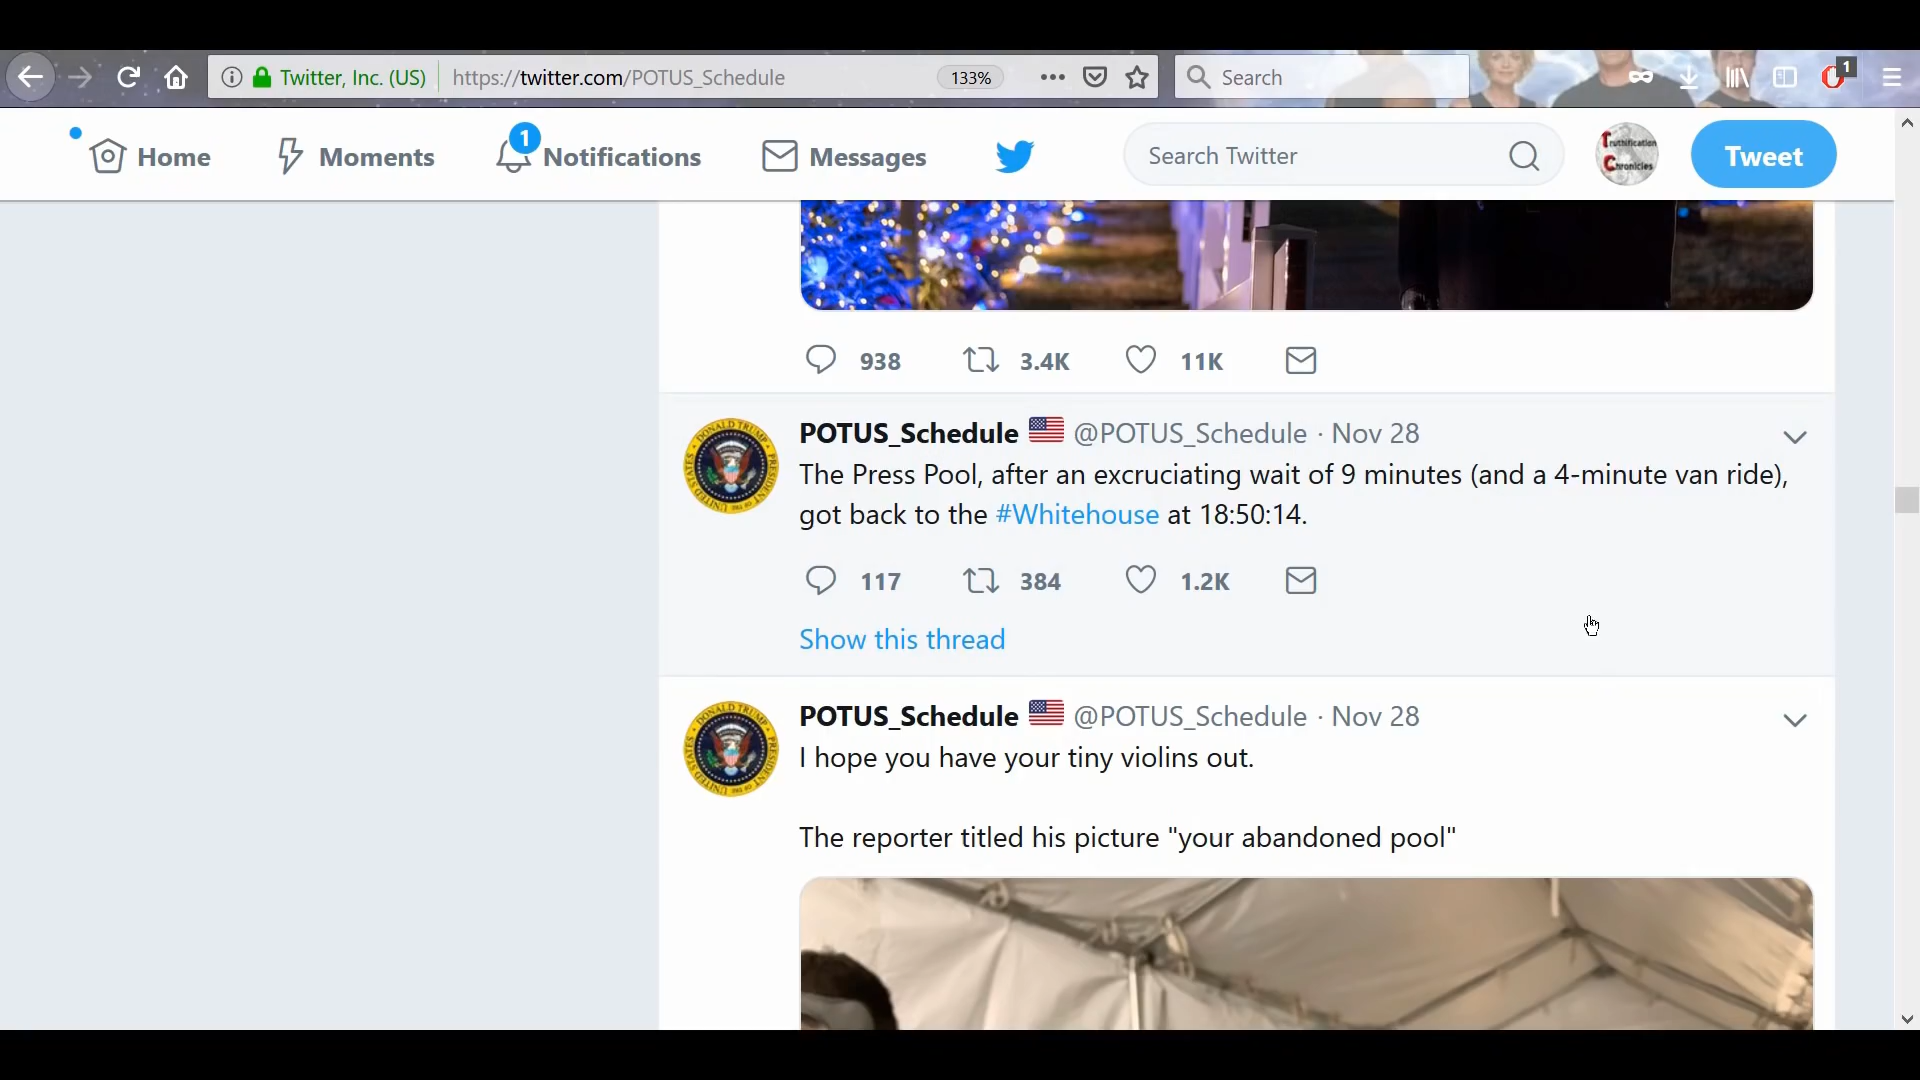 Twitter, Inc. (US) https://twitter.com/POTUS_Schedule 133% Search 1
Home Moments 1 Notifications Messages Search Twitter Truthification Chronicles Tweet
938 3.4K 11K
POTUS_Schedule @POTUS_Schedule · Nov 28
The Press Pool, after an excruciating wait of 9 minutes (and a 4-minute van ride),
got back to the #Whitehouse at 18:50:14.
117 384 1.2K
Show this thread
POTUS_Schedule @POTUS_Schedule · Nov 28
I hope you have your tiny violins out.
The reporter titled his picture "your abandoned pool"